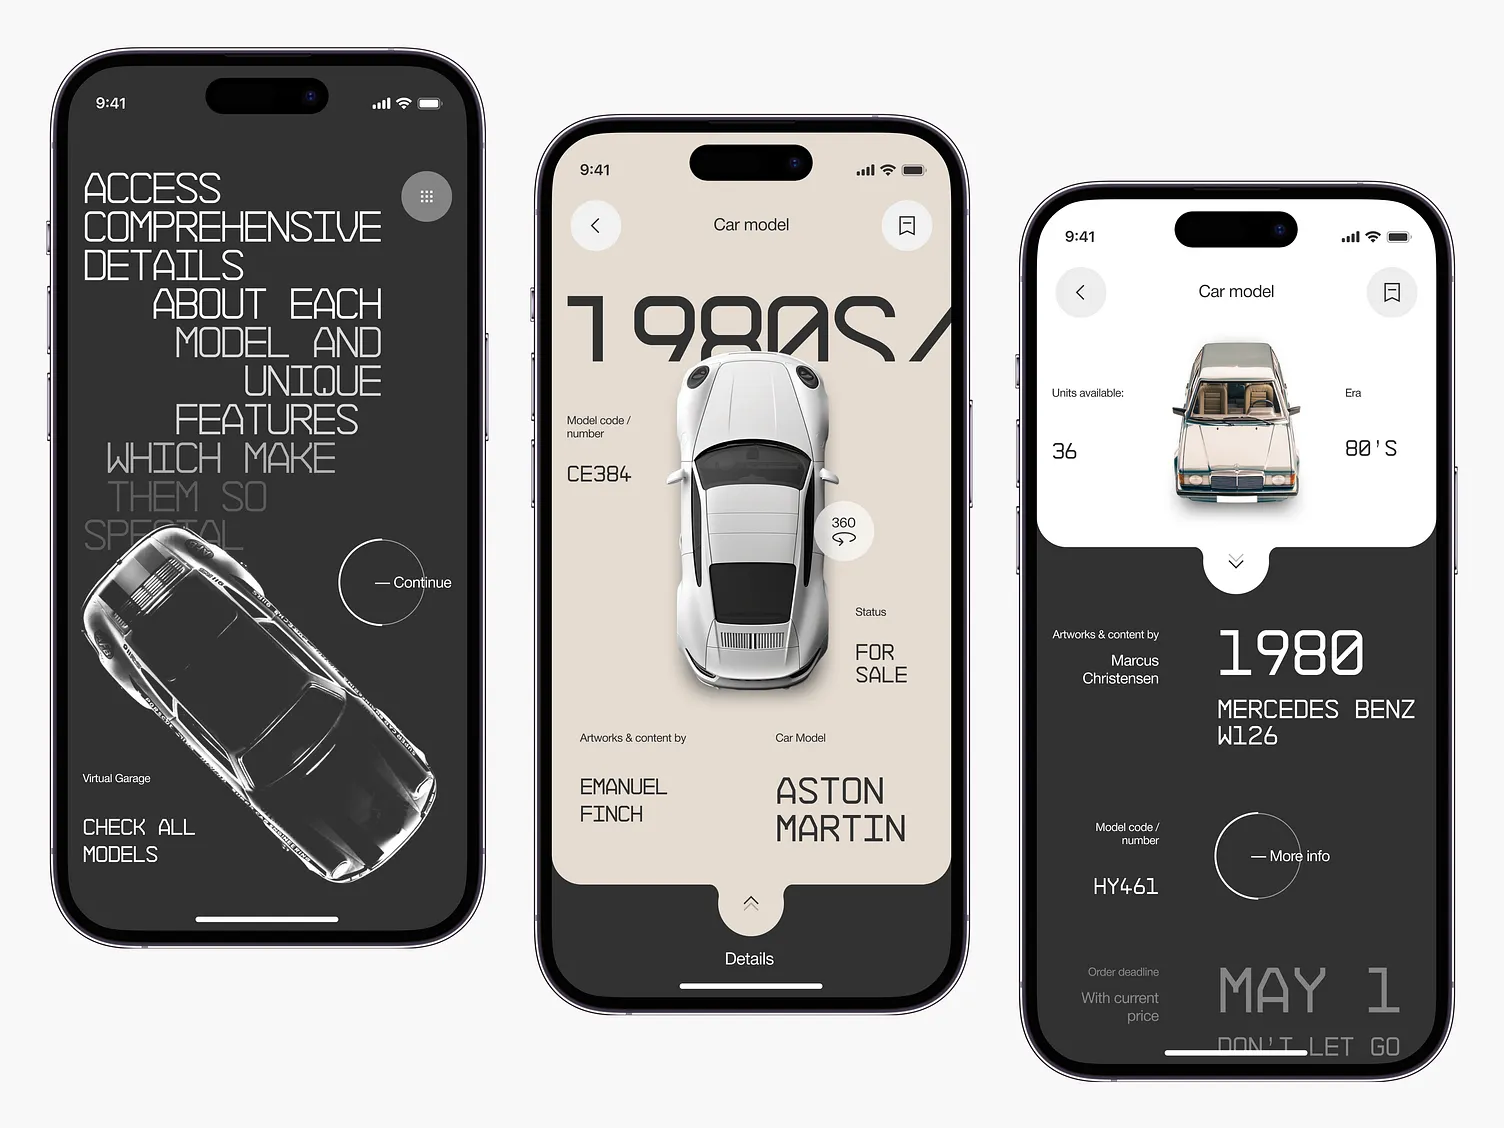 9:41
ACCESS
COMPREHENSIVE
DETAILS
ABOUT EACH
MODEL AND
UNIQUE
FEATURES
WHICH MAKE
THEM SO
SPECIAL
— Continue
Virtual Garage
CHECK ALL
MODELS
9:41
Car model
1980S/
Model code /
number
CE384
360
Status
FOR
SALE
Artworks & content by
EMANUEL
FINCH
Car Model
ASTON
MARTIN
Details
9:41
Car model
Units available:
36
Era
80'S
Artworks & content by
Marcus
Christensen
1980
MERCEDES BENZ
W126
Model code /
number
HY461
— More info
Order deadline
With current
price
MAY 1
DON'T LET GO